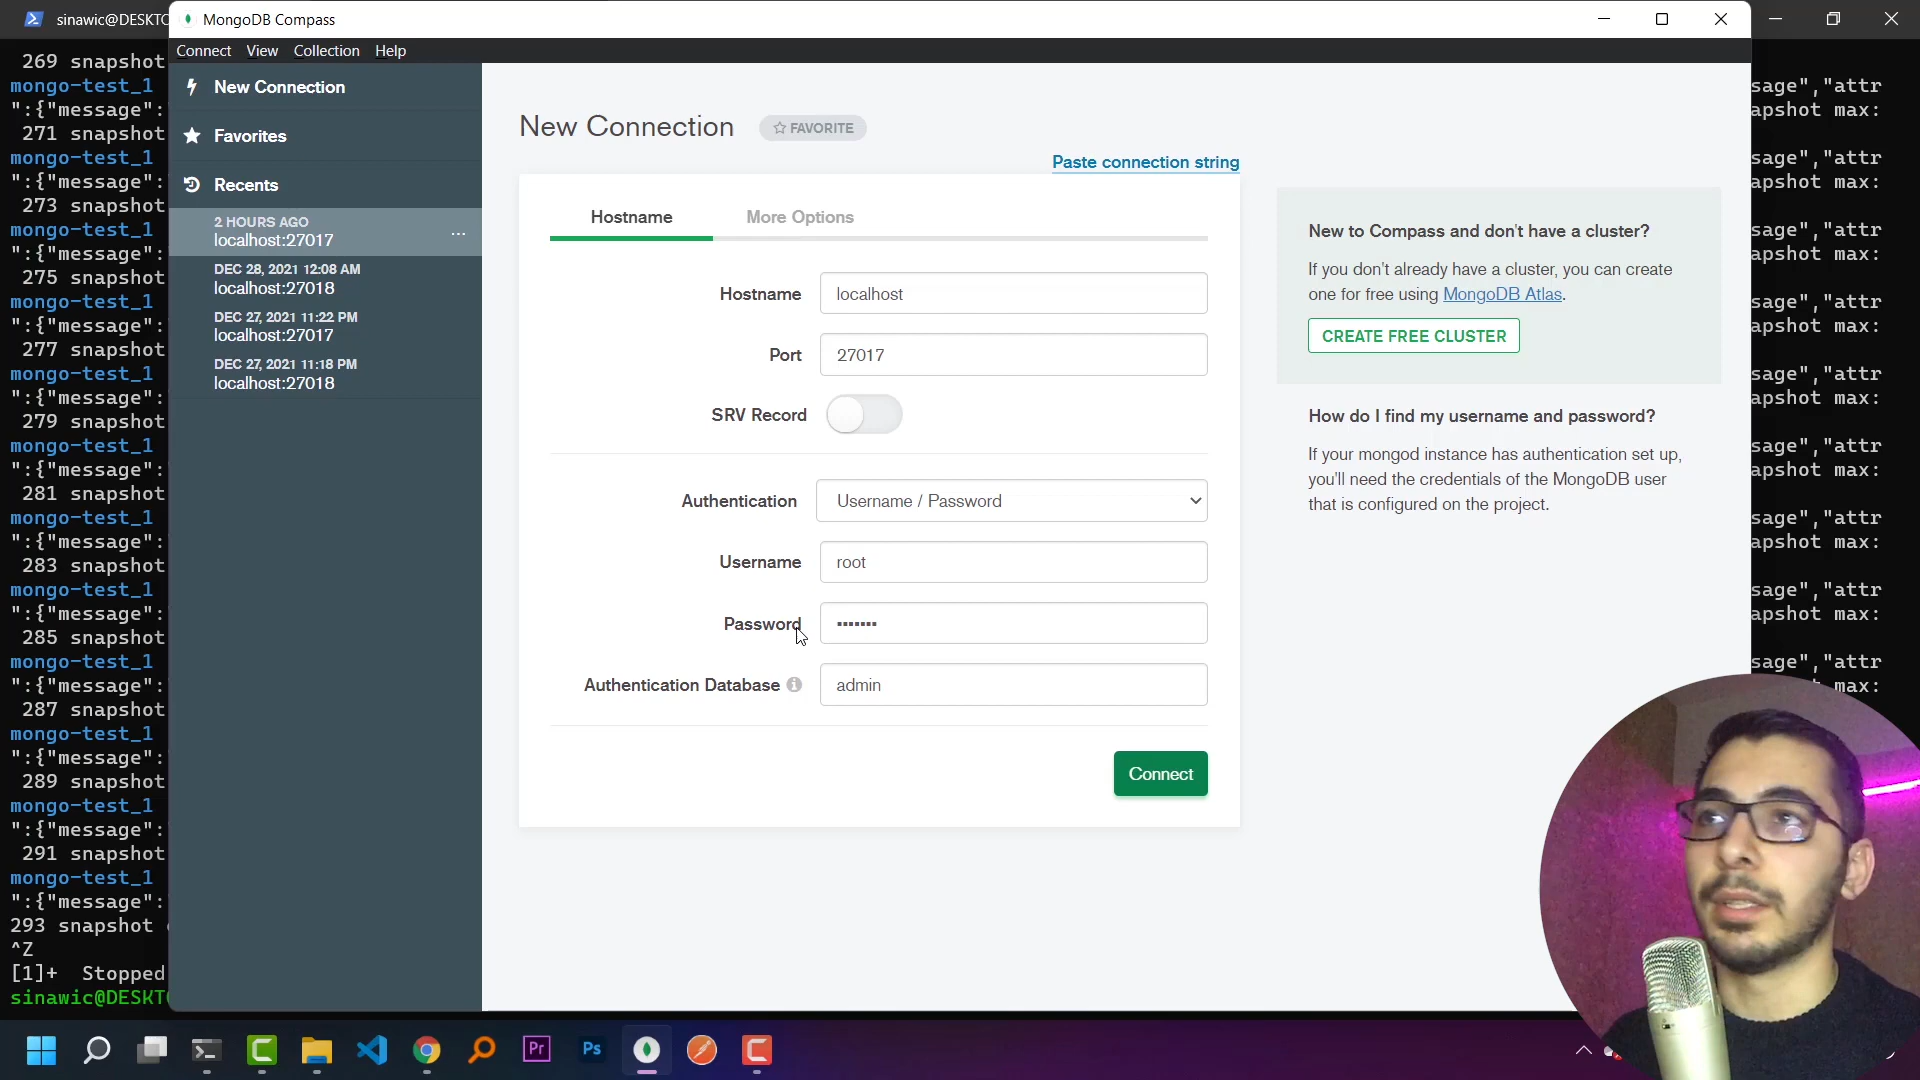 sinawic@DESKTO
MongoDB Compass
Connect View Collection Help
New Connection
Favorites
Recents
2 HOURS AGO
localhost:27017
...
DEC 28, 2021 12:08 AM
localhost:27018
DEC 27, 2021 11:22 PM
localhost:27017
DEC 27, 2021 11:18 PM
localhost:27018
New Connection
FAVORITE
Paste connection string
Hostname More Options
Hostname localhost
Port 27017
SRV Record
Authentication Username / Password
Username root
Password •••••••
Authentication Database admin
Connect
New to Compass and don't have a cluster?
If you don't already have a cluster, you can create
one for free using MongoDB Atlas.
CREATE FREE CLUSTER
How do I find my username and password?
If your mongod instance has authentication set up,
you'll need the credentials of the MongoDB user
that is configured on the project.
269 snapshot
mongo-test_1
":{"message":
271 snapshot
mongo-test_1
":{"message":
273 snapshot
mongo-test_1
":{"message":
275 snapshot
mongo-test_1
":{"message":
277 snapshot
mongo-test_1
":{"message":
279 snapshot
mongo-test_1
":{"message":
281 snapshot
mongo-test_1
":{"message":
283 snapshot
mongo-test_1
":{"message":
285 snapshot
mongo-test_1
":{"message":
287 snapshot
mongo-test_1
":{"message":
289 snapshot
mongo-test_1
":{"message":
291 snapshot
mongo-test_1
":{"message":
293 snapshot
^Z
[1]+ Stopped
sinawic@DESKT
sage","attr
apshot max:
sage","attr
apshot max:
sage","attr
apshot max:
sage","attr
apshot max:
sage","attr
apshot max:
sage","attr
apshot max:
sage","attr
apshot max:
sage","attr
apshot max:
sage","attr
max:
Pr
Ps